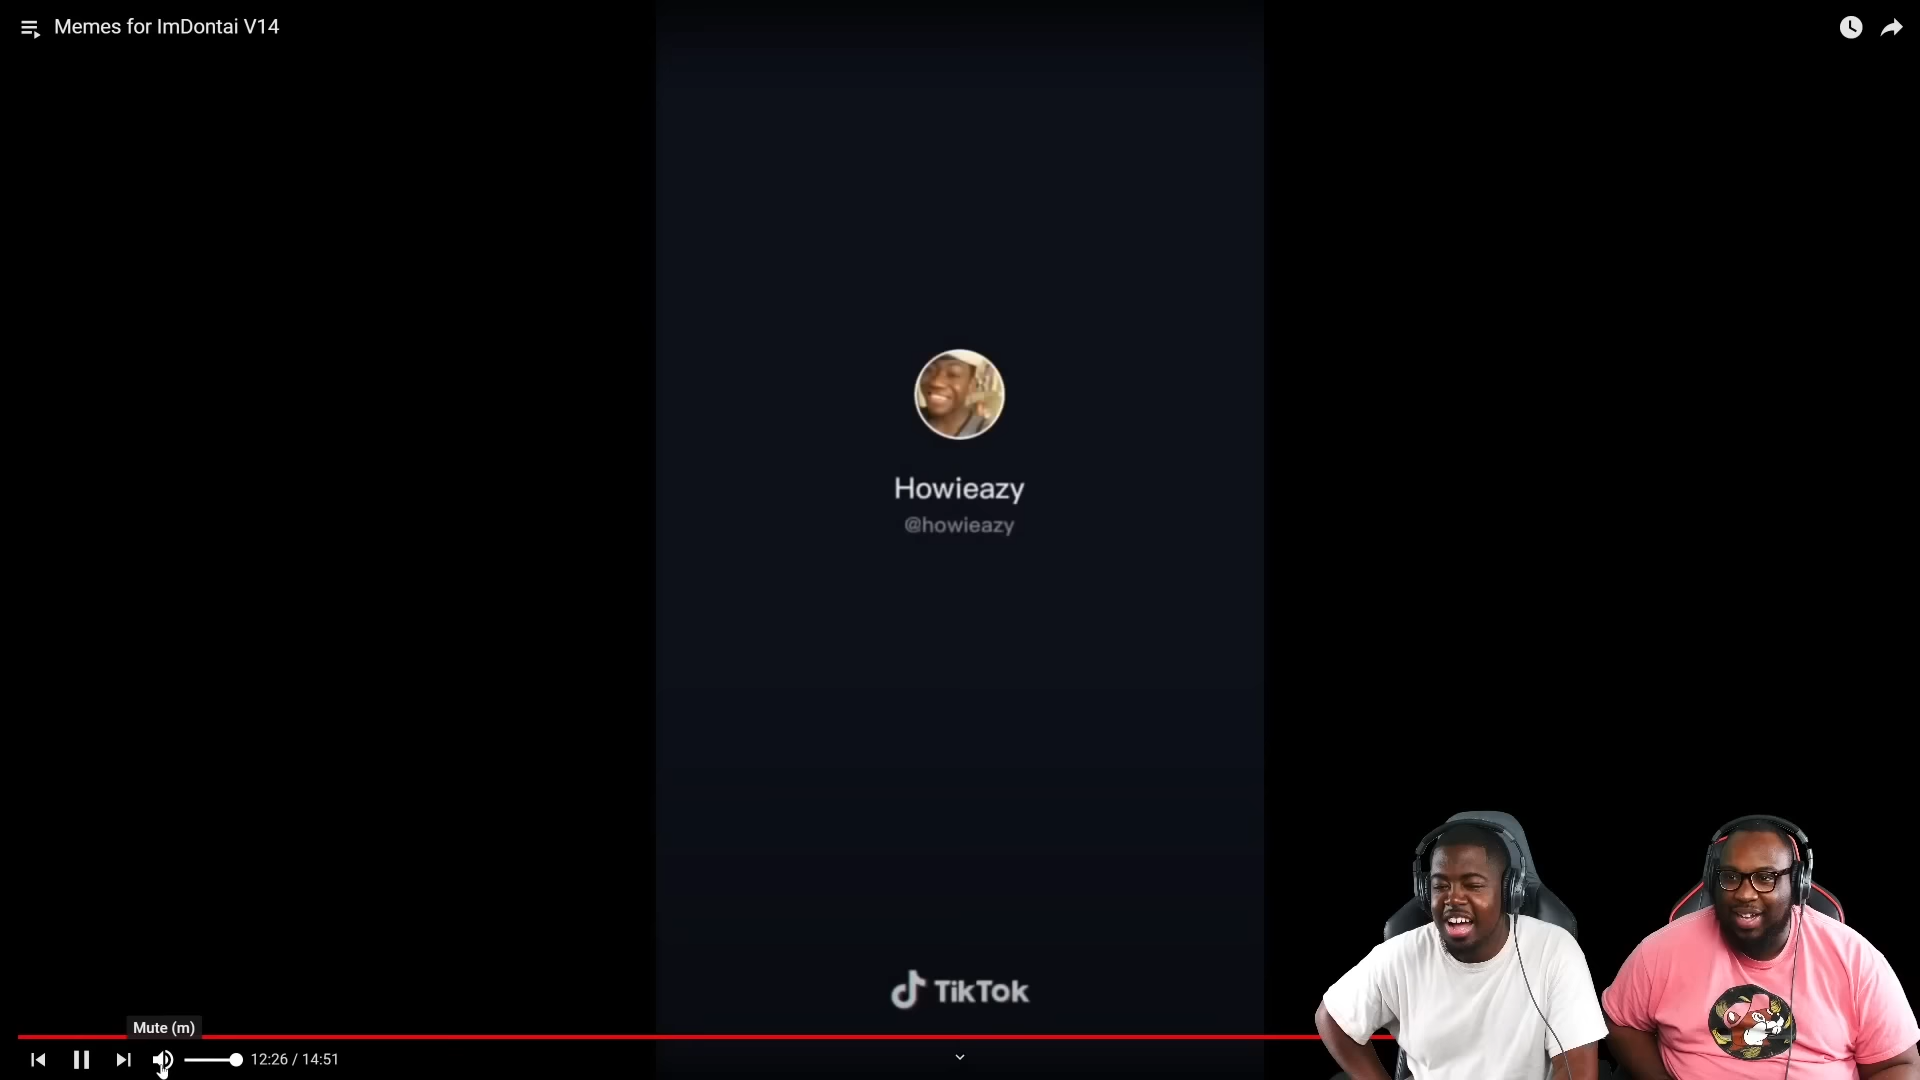 Memes for ImDontai V14
Howieazy
@howieazy
TikTok
Mute (m)
12:26 / 14:51